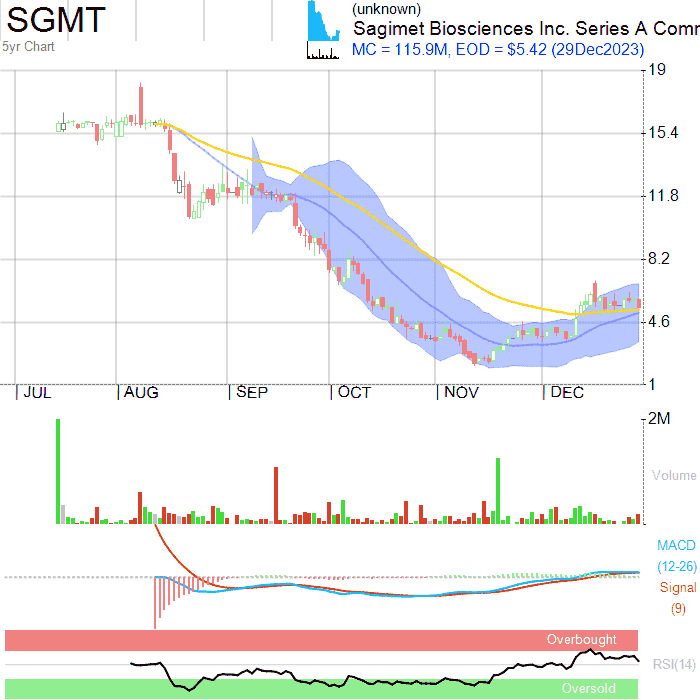 SGMT
5yr Chart
(unknown)
Sagimet Biosciences Inc. Series A Comm
MC = 115.9M, EOD = $5.42 (29Dec2023)
19
15.4
11.8
8.2
4.6
1
JUL AUG SEP OCT NOV DEC
2M
Volume
MACD
(12-26)
Signal
(9)
Overbought
RSI(14)
Oversold